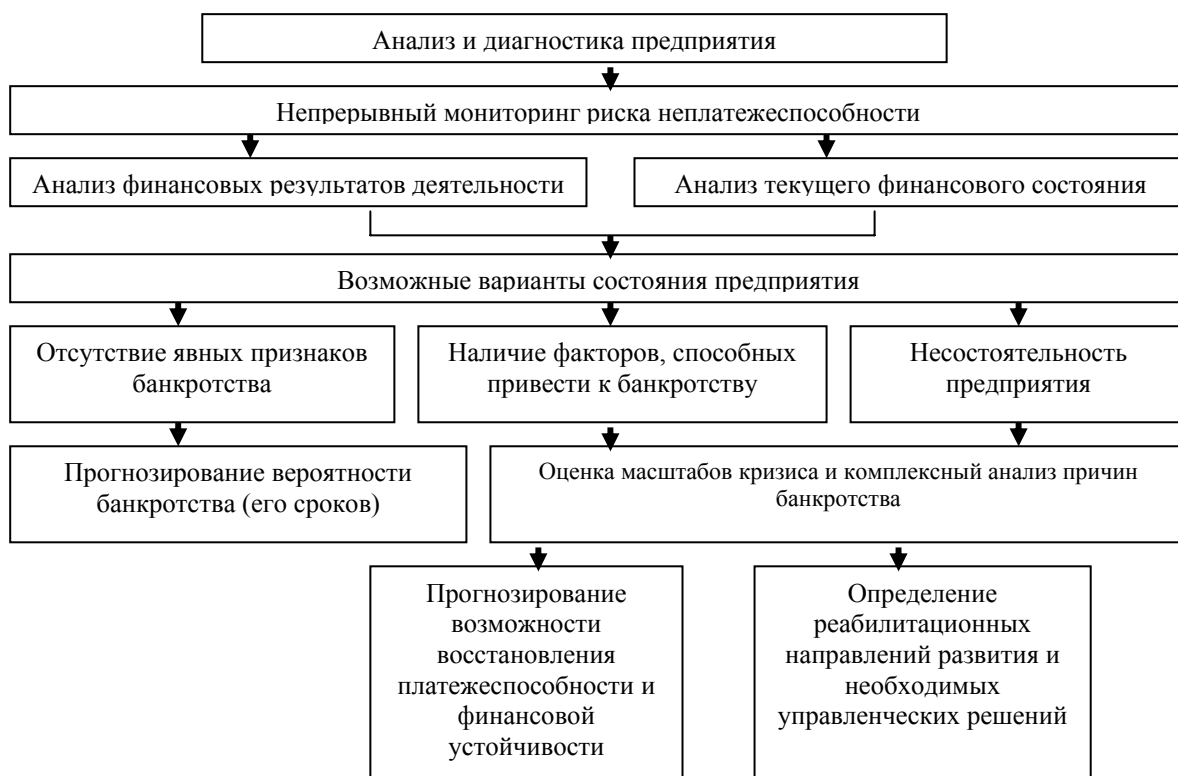 Анализ и диагностика предприятия
Непрерывный мониторинг риска неплатежеспособности
Анализ финансовых результатов деятельности
Анализ текущего финансового состояния
Возможные варианты состояния предприятия
Отсутствие явных признаков
банкротства
Наличие факторов, способных
привести к банкротству
Несостоятельность
предприятия
Прогнозирование вероятности
банкротства (его сроков)
Оценка масштабов кризиса и комплексный анализ причин
банкротства
Прогнозирование
возможности
восстановления
платежеспособности и
финансовой
устойчивости
Определение
реабилитационных
направлений развития и
необходимых
управленческих решений